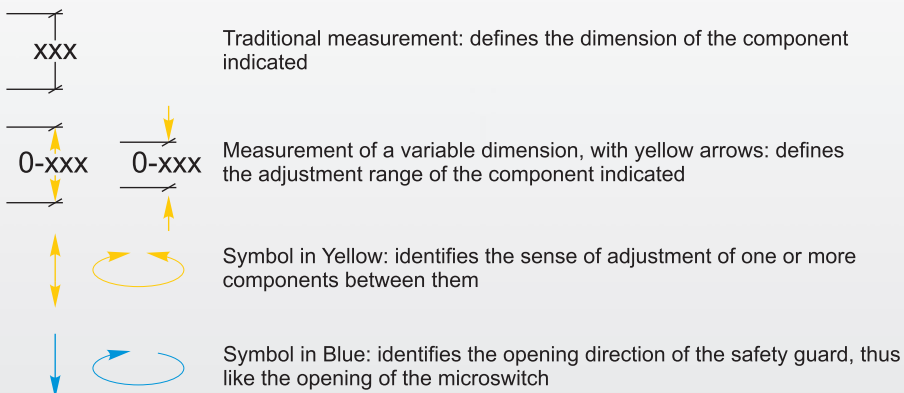 xxx
Traditional measurement: defines the dimension of the component
indicated
0-xxx 0-xxx
Measurement of a variable dimension, with yellow arrows: defines
the adjustment range of the component indicated
Symbol in Yellow: identifies the sense of adjustment of one or more
components between them
Symbol in Blue: identifies the opening direction of the safety guard, thus
like the opening of the microswitch